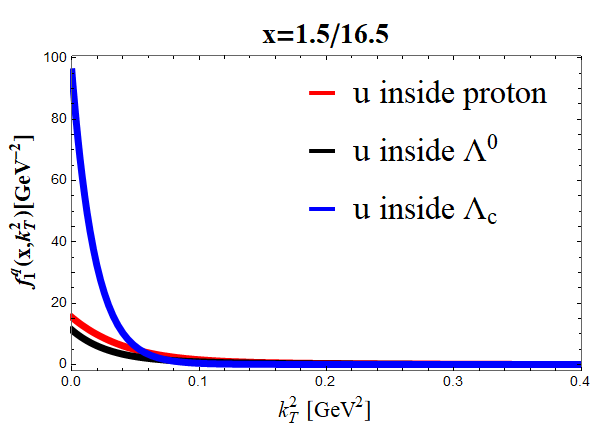 x=1.5/16.5
f₁^q(x,k_T²)[GeV⁻²]
100
80
60
40
20
0
u inside proton
u inside Λ⁰
u inside Λ_c
0.0 0.1 0.2 0.3 0.4
k_T² [GeV²]